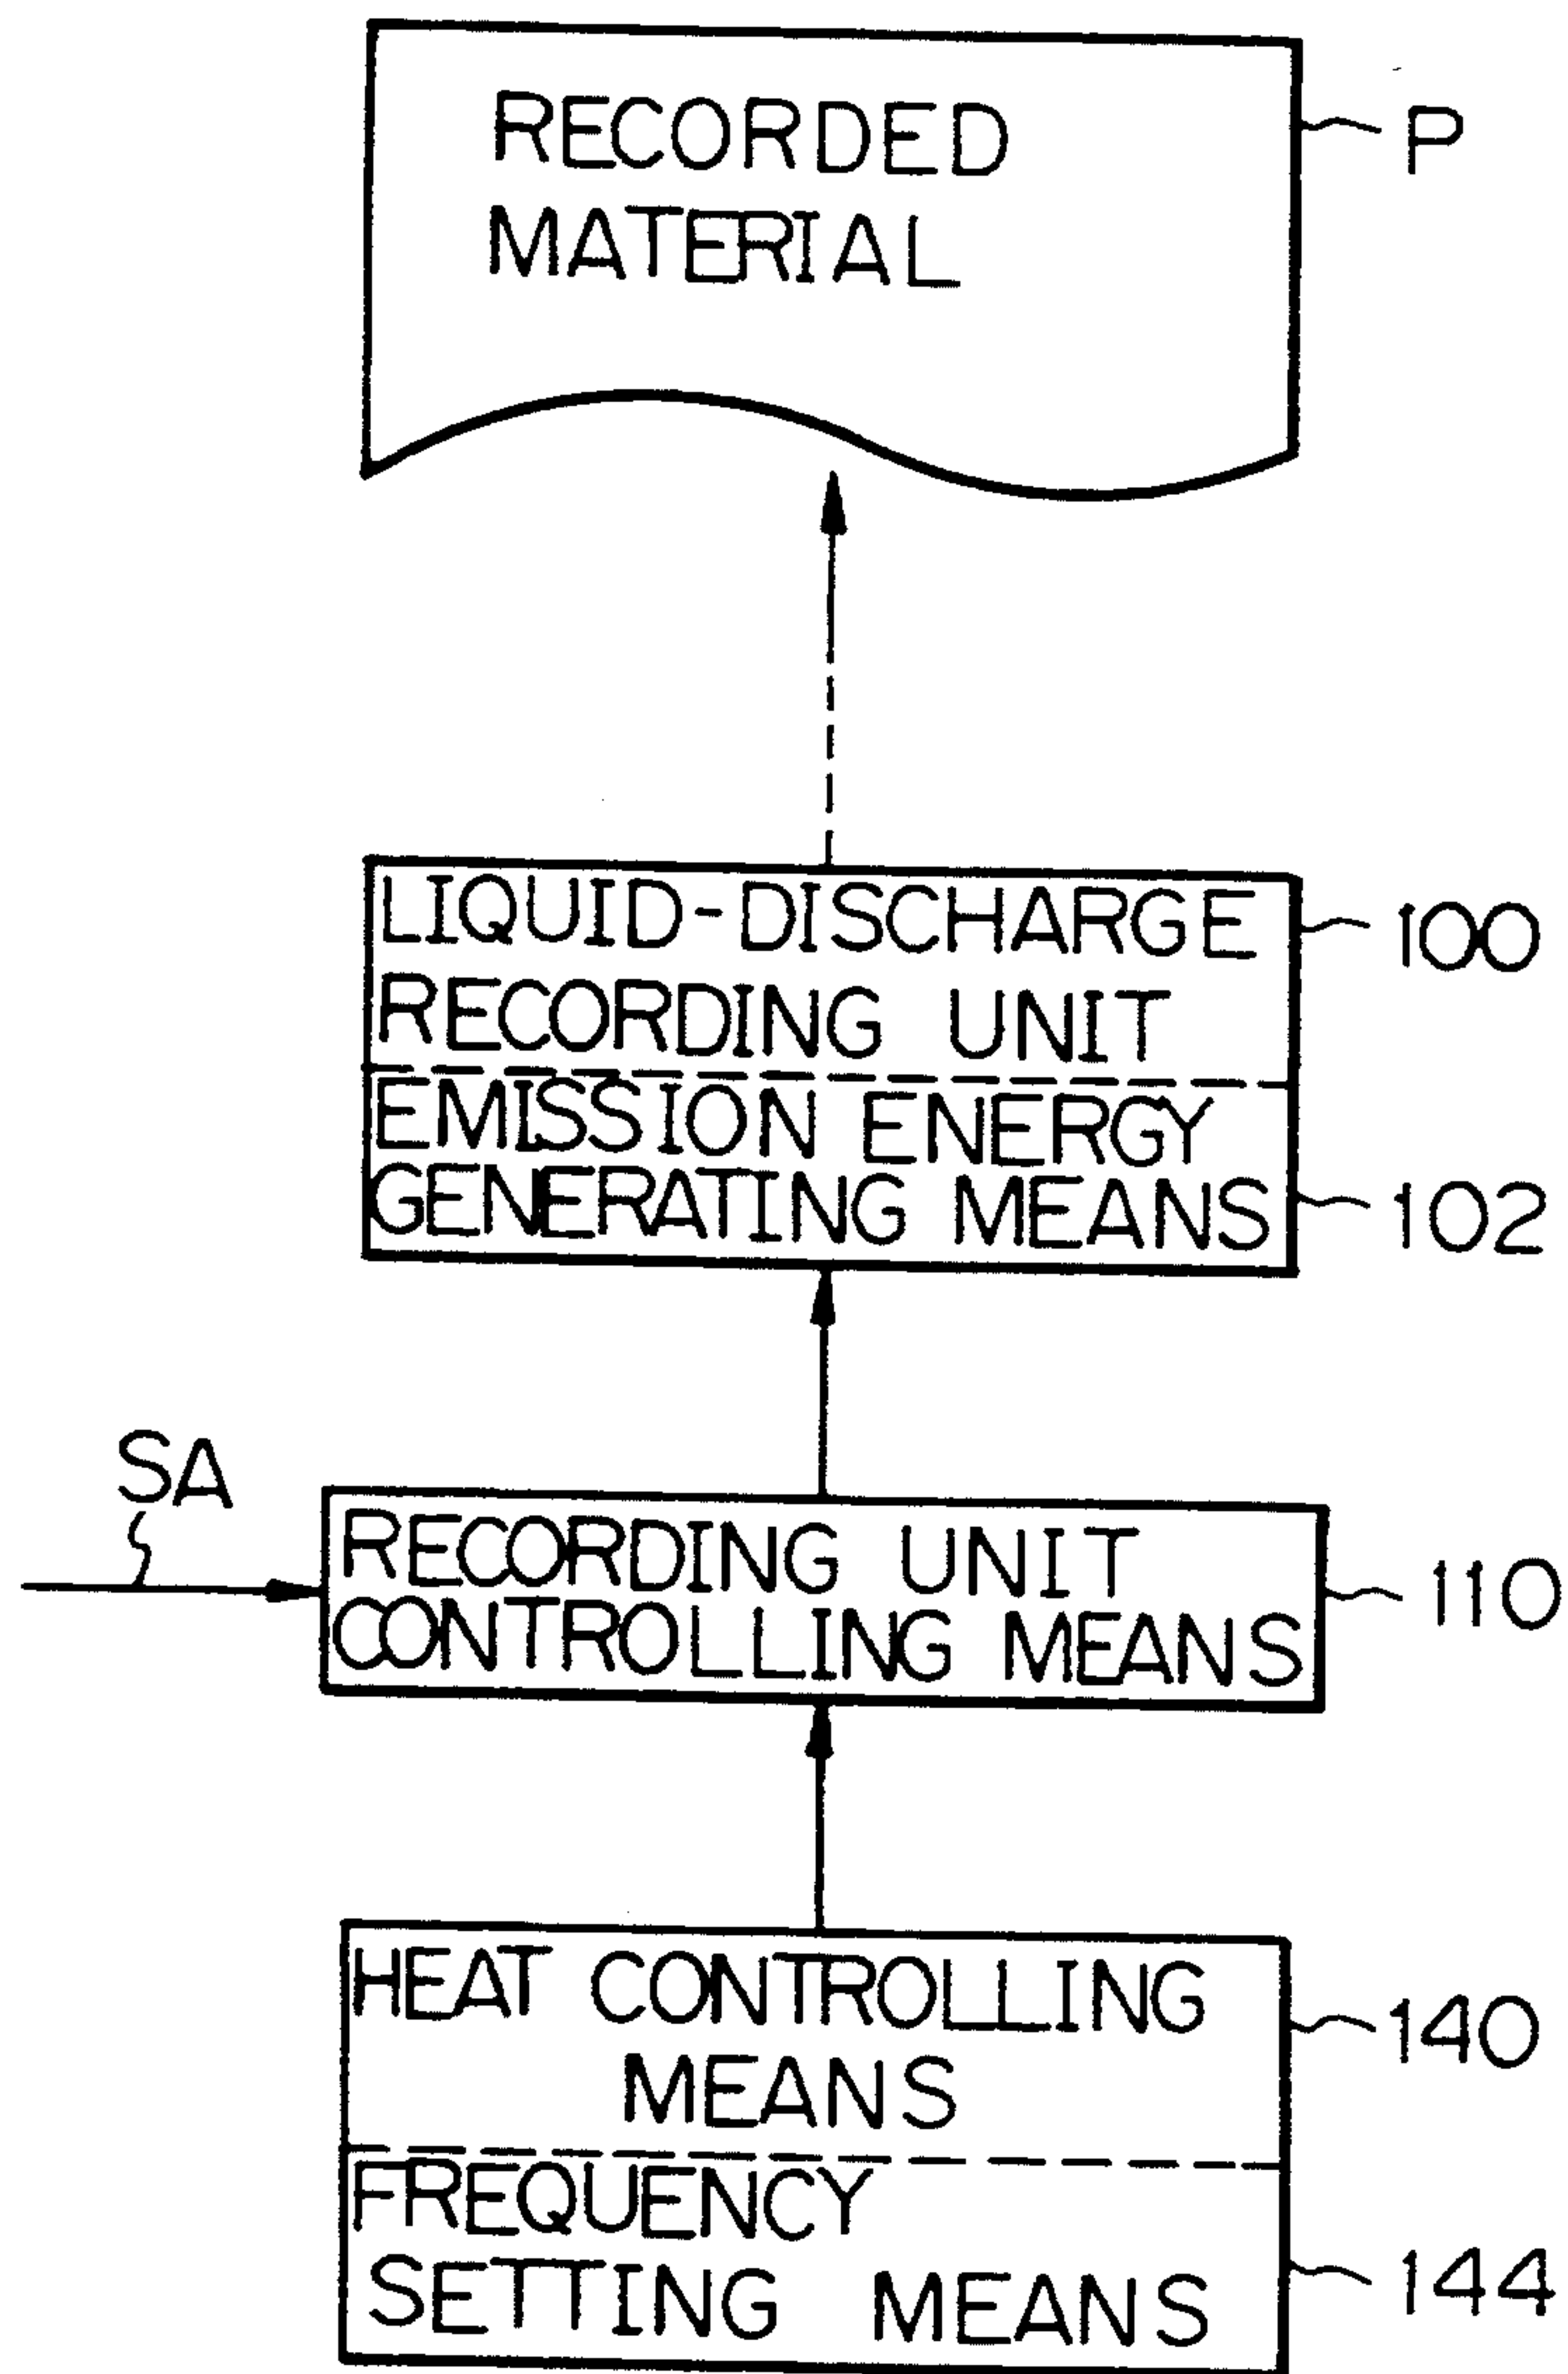 RECORDED
MATERIAL
P
LIQUID-DISCHARGE
RECORDING UNIT
100
EMISSION ENERGY
GENERATING MEANS
102
SA
RECORDING UNIT
CONTROLLING MEANS
110
HEAT CONTROLLING
MEANS
140
FREQUENCY
SETTING MEANS
144